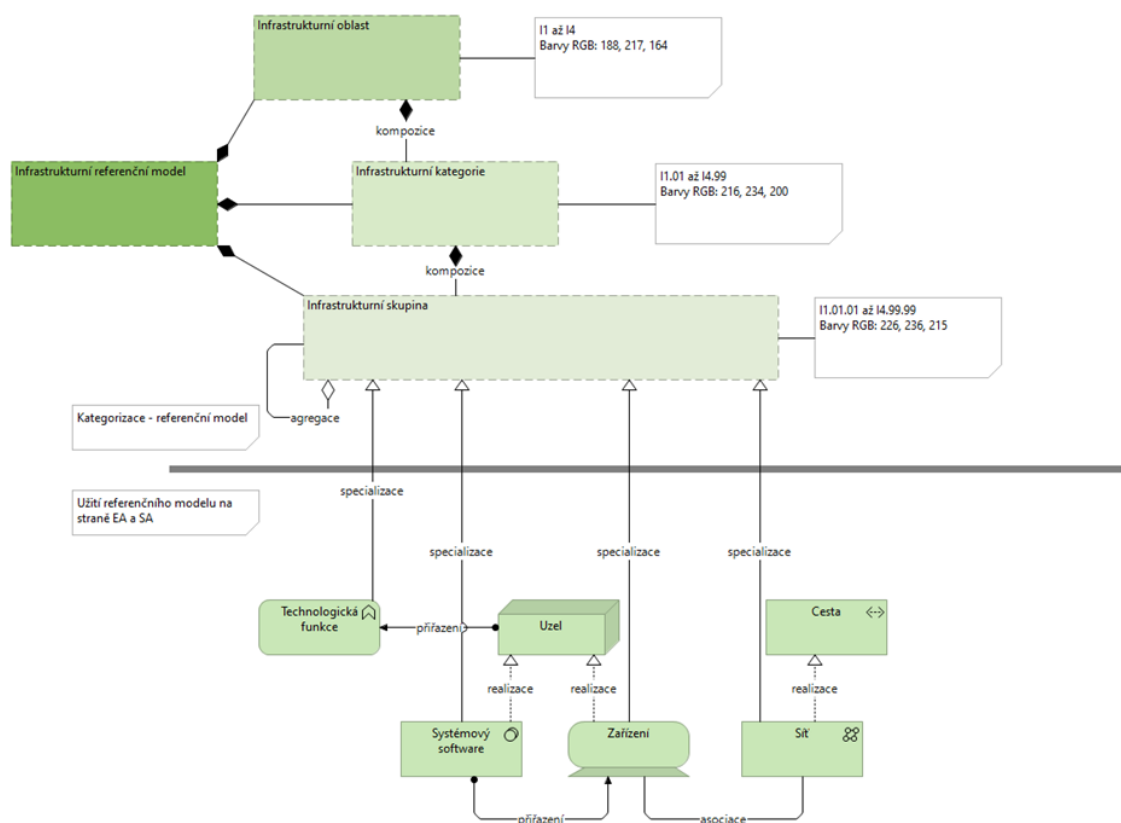 Infrastrukturní oblast
I1 až I4
Barvy RGB: 188, 217, 164
kompozice
Infrastrukturní referenční model
Infrastrukturní kategorie
I1.01 až I4.99
Barvy RGB: 216, 234, 200
kompozice
Infrastrukturní skupina
I1.01.01 až I4.99.99
Barvy RGB: 226, 236, 215
agregace
Kategorizace - referenční model
specializace
Užití referenčního modelu na
straně EA a SA
specializace
specializace
specializace
Technologická
funkce
přiřazení
Uzel
Cesta
realizace
realizace
realizace
Systémový
software
Zařízení
Síť
přiřazení
asociace